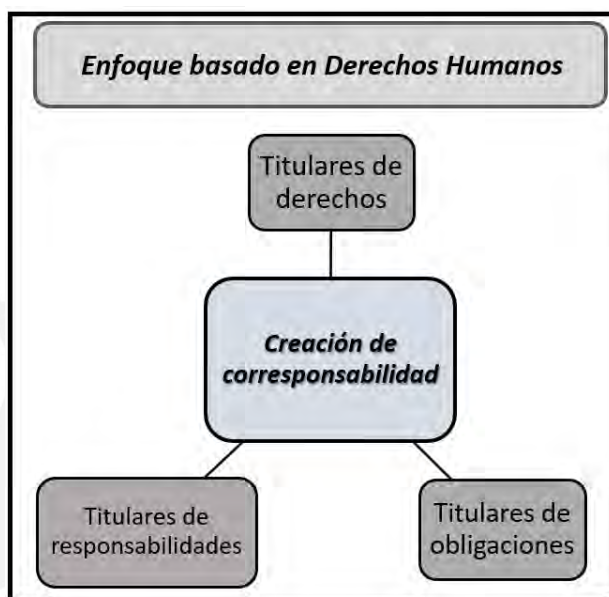 Enfoque basado en Derechos Humanos
Titulares de
derechos
Creación de
corresponsabilidad
Titulares de
responsabilidades
Titulares de
obligaciones